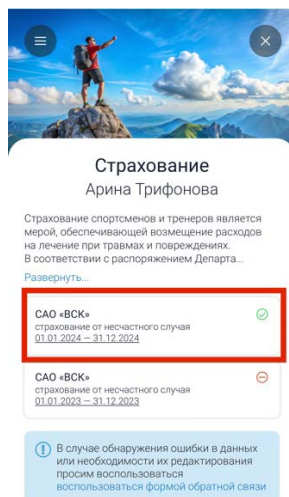 Страхование
Арина Трифонова
Страхование спортсменов и тренеров является
мерой, обеспечивающей возмещение расходов
на лечение при травмах и повреждениях.
В соответствии с распоряжением Департа...
Развернуть...
САО «ВСК»
страхование от несчастного случая
01.01.2024 — 31.12.2024
САО «ВСК»
страхование от несчастного случая
01.01.2023 — 31.12.2023
В случае обнаружения ошибки в данных
или необходимости их редактирования
просим воспользоваться
воспользоваться формой обратной связи